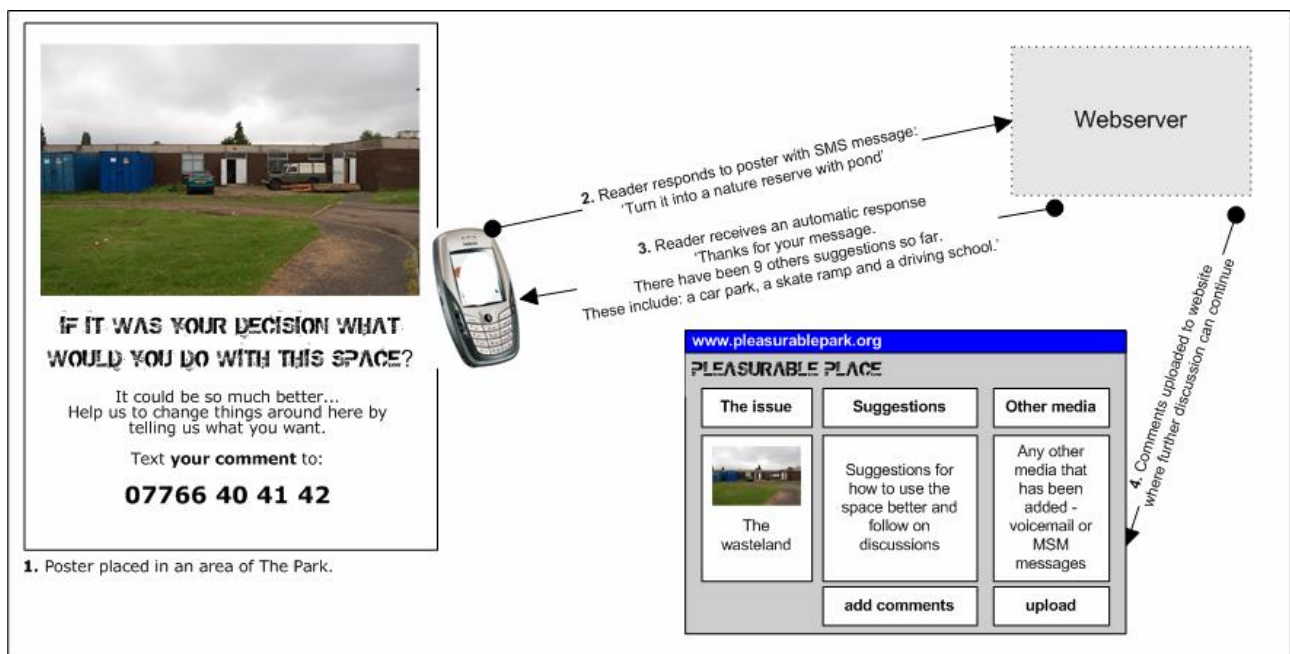 IF IT WAS YOUR DECISION WHAT
WOULD YOU DO WITH THIS SPACE?
It could be so much better...
Help us to change things around here by
telling us what you want.
Text your comment to:
07766 40 41 42
1. Poster placed in an area of The Park.
2. Reader responds to poster with SMS message:
'Turn it into a nature reserve with pond'
3. Reader receives an automatic response
'Thanks for your message.
There have been 9 others suggestions so far.
These include: a car park, a skate ramp and a driving school.'
Webserver
4. Comments uploaded to website
where further discussion can continue
www.pleasurablepark.org
PLEASURABLE PLACE
The issue
Suggestions
Other media
The
wasteland
Suggestions for
how to use the
space better and
follow on
discussions
Any other
media that
has been
added -
voicemail or
MSM
messages
add comments
upload